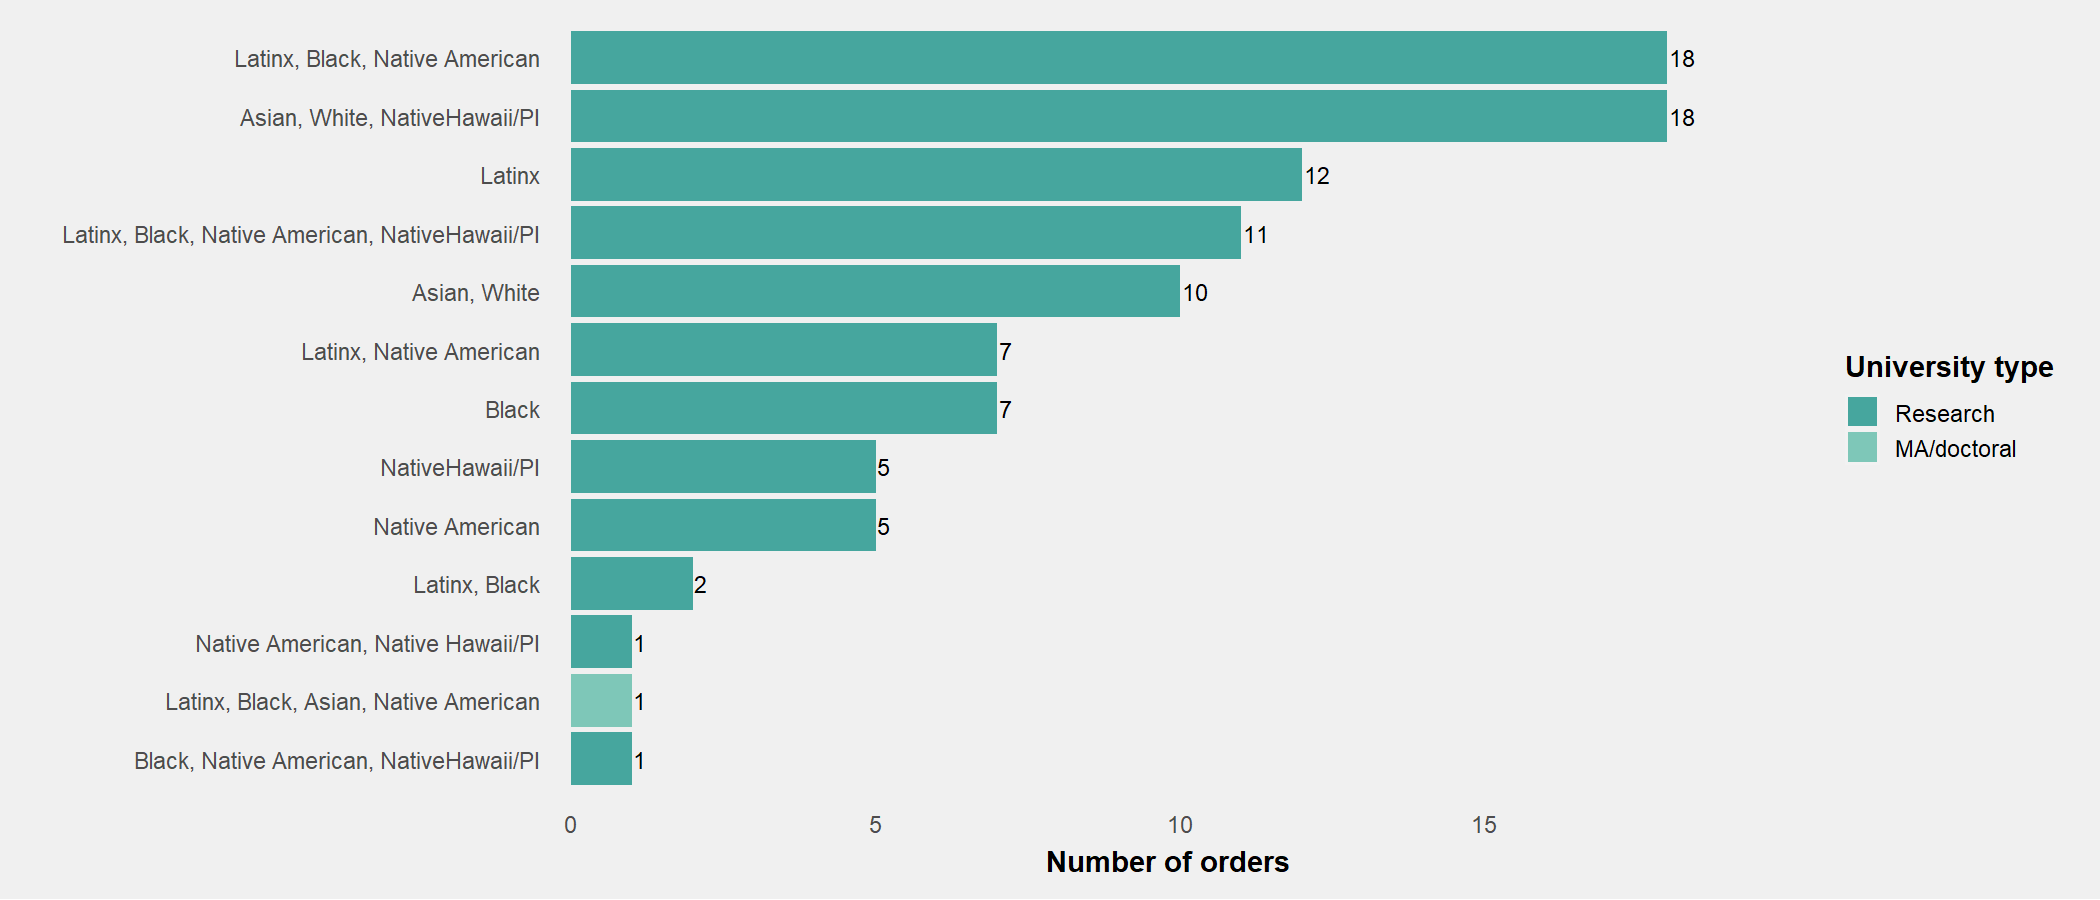 Latinx, Black, Native American 18
Asian, White, NativeHawaii/PI 18
Latinx 12
Latinx, Black, Native American, NativeHawaii/PI 11
Asian, White 10
Latinx, Native American 7
Black 7
NativeHawaii/PI 5
Native American 5
Latinx, Black 2
Native American, Native Hawaii/PI 1
Latinx, Black, Asian, Native American 1
Black, Native American, NativeHawaii/PI 1
0 5 10 15
Number of orders
University type
Research
MA/doctoral